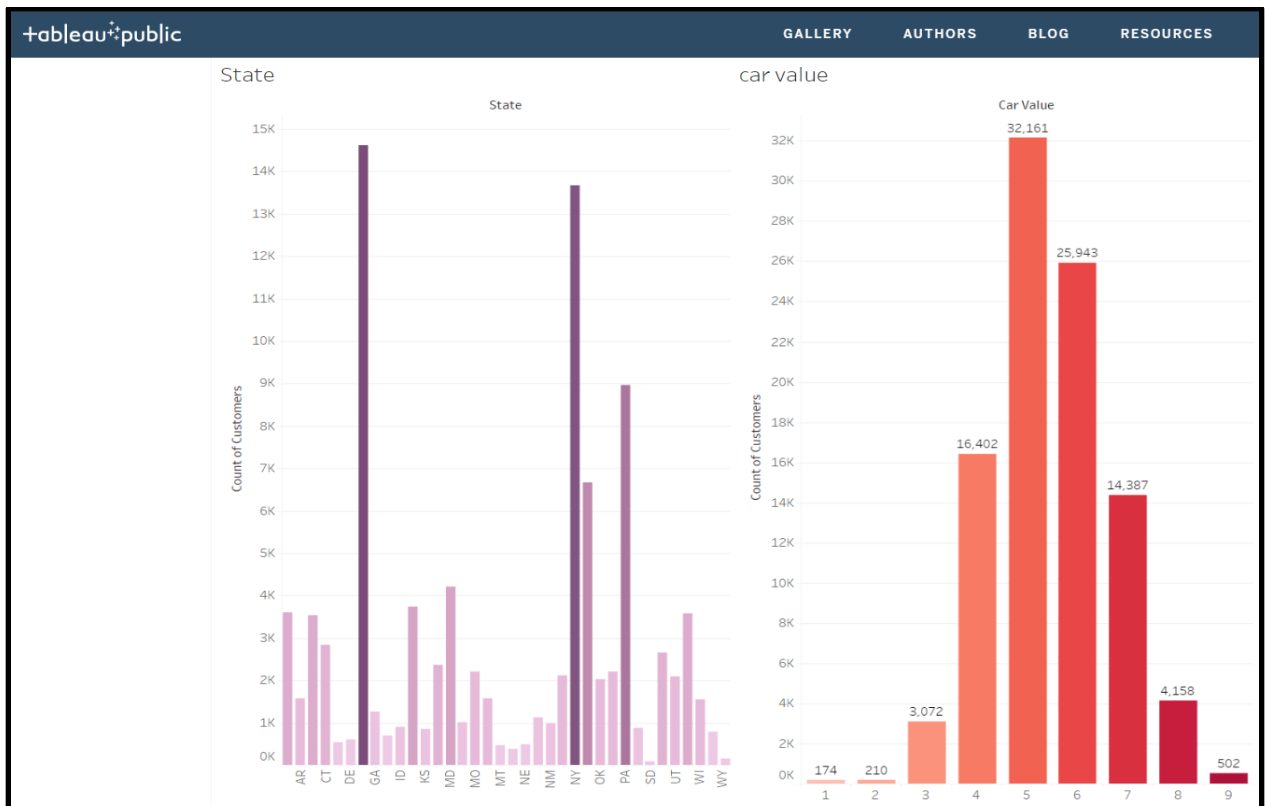 +ableau public
GALLERY AUTHORS BLOG RESOURCES
State
State
Count of Customers
15K
14K
13K
12K
11K
10K
9K
8K
7K
6K
5K
4K
3K
2K
1K
0K
AR CT DE GA ID KS MD MO MT NE NM NY OK PA SD UT WI WY
car value
Car Value
Count of Customers
32K
30K
28K
26K
24K
22K
20K
18K
16K
14K
12K
10K
8K
6K
4K
2K
0K
174 210 3,072 16,402 32,161 25,943 14,387 4,158 502
1 2 3 4 5 6 7 8 9